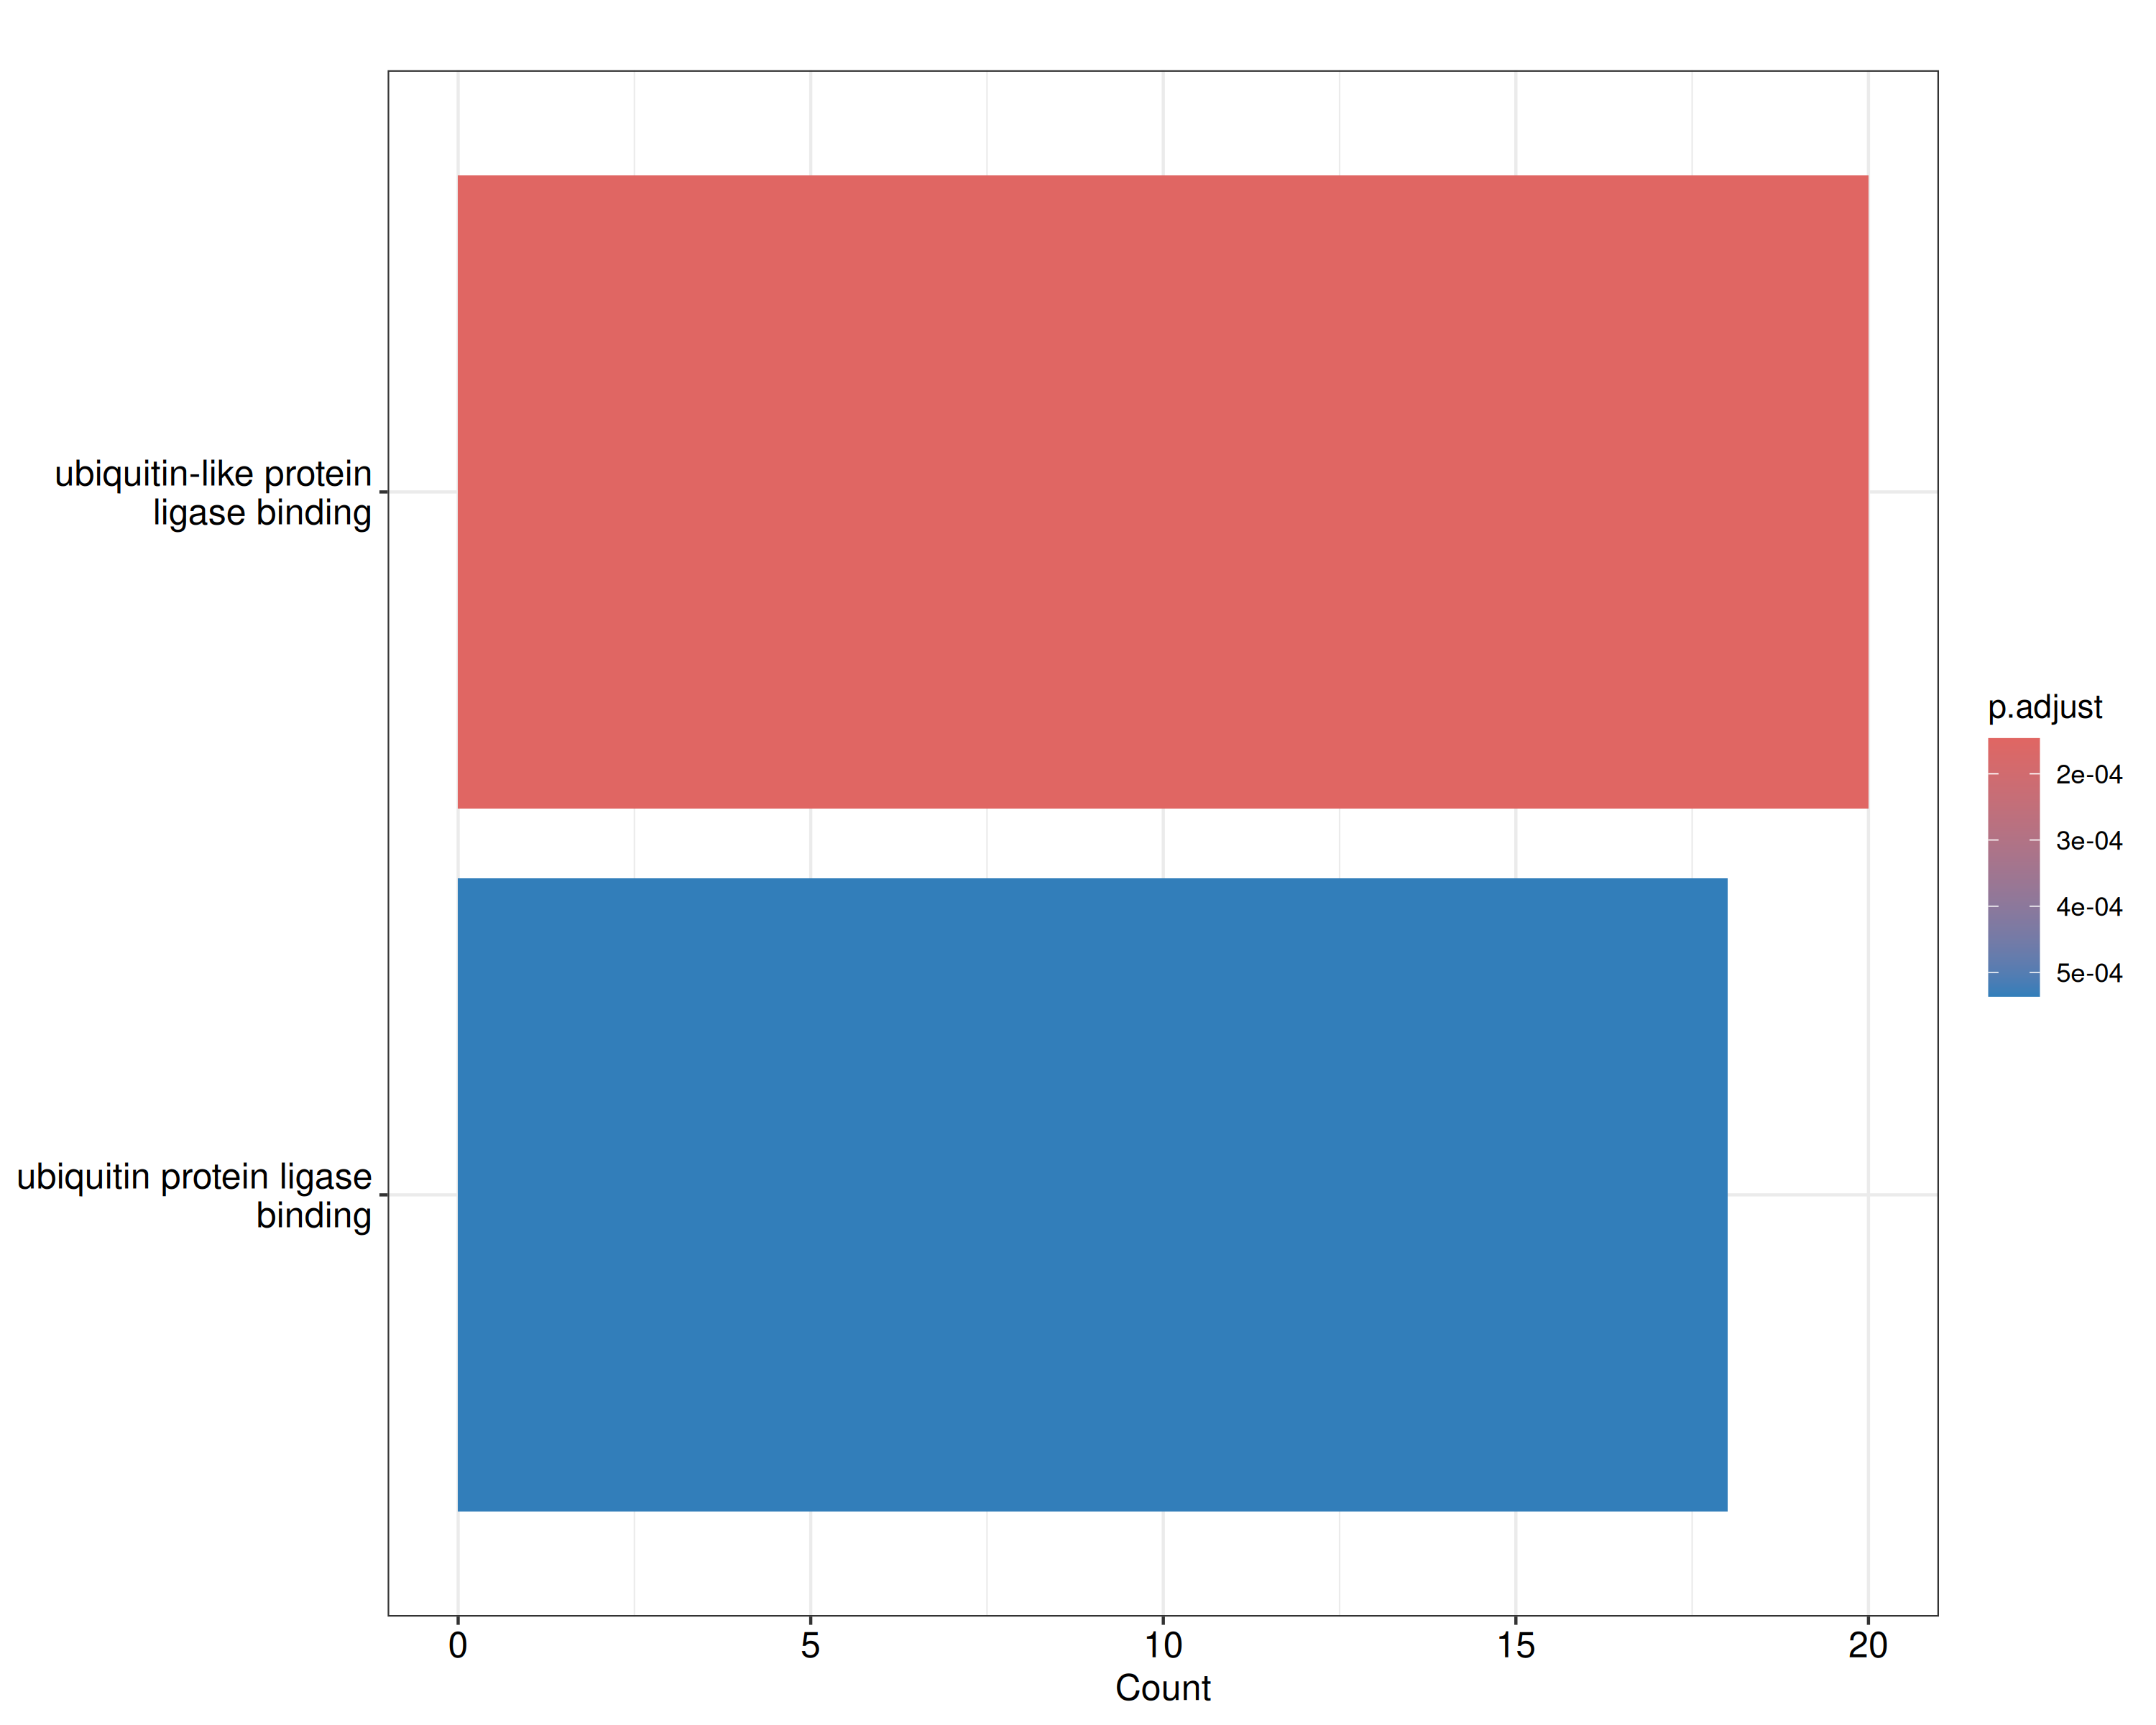 ubiquitin-like protein
ligase binding
ubiquitin protein ligase
binding
0 5 10 15 20
Count
p.adjust
2e-04
3e-04
4e-04
5e-04